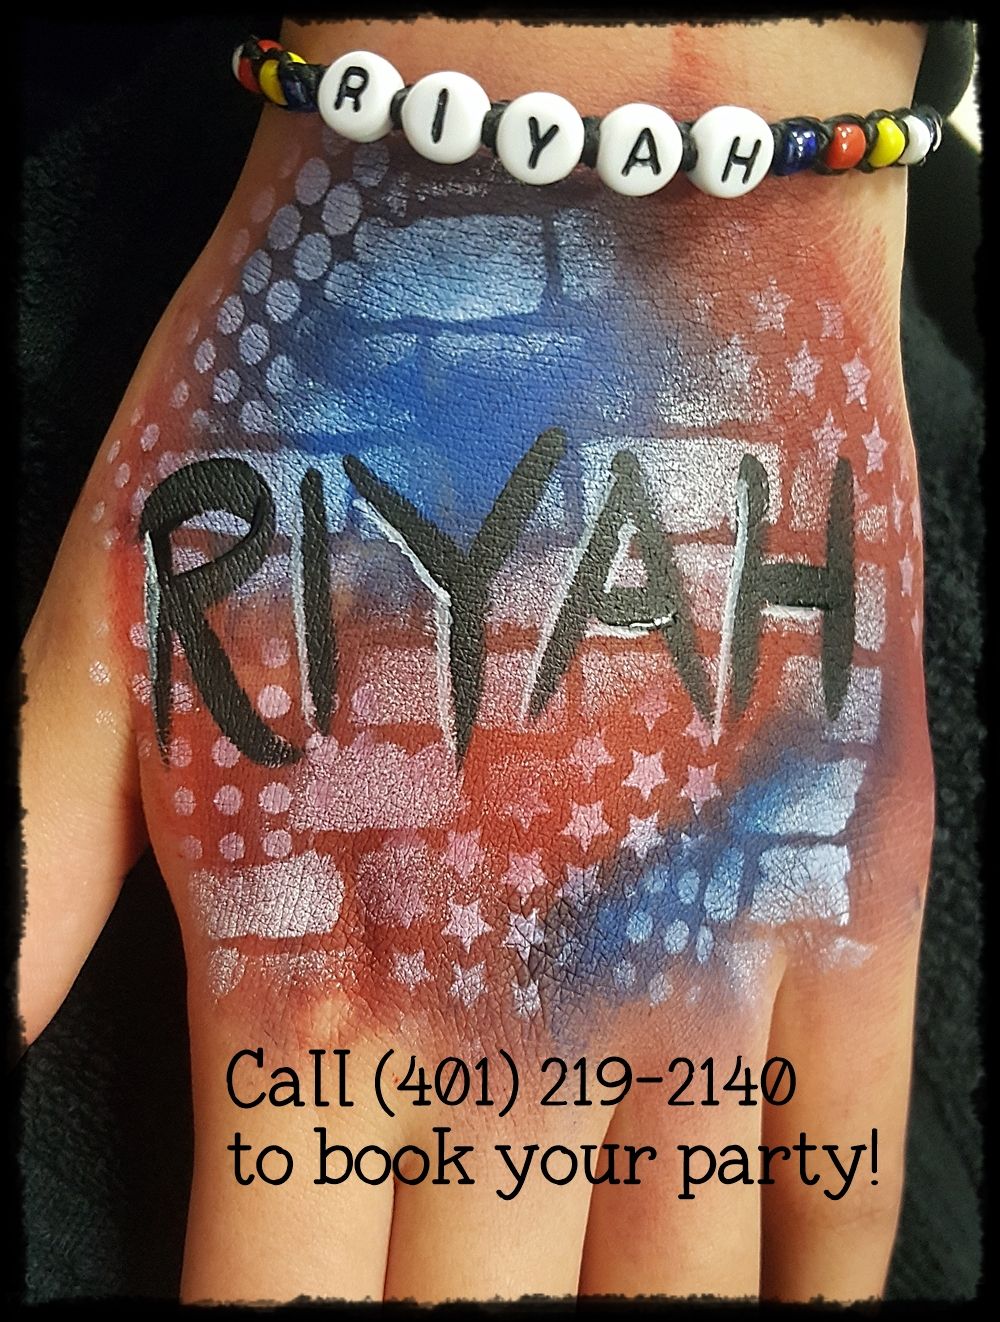 RIYAH
RIYAH
Call (401) 219-2140
to book your party!